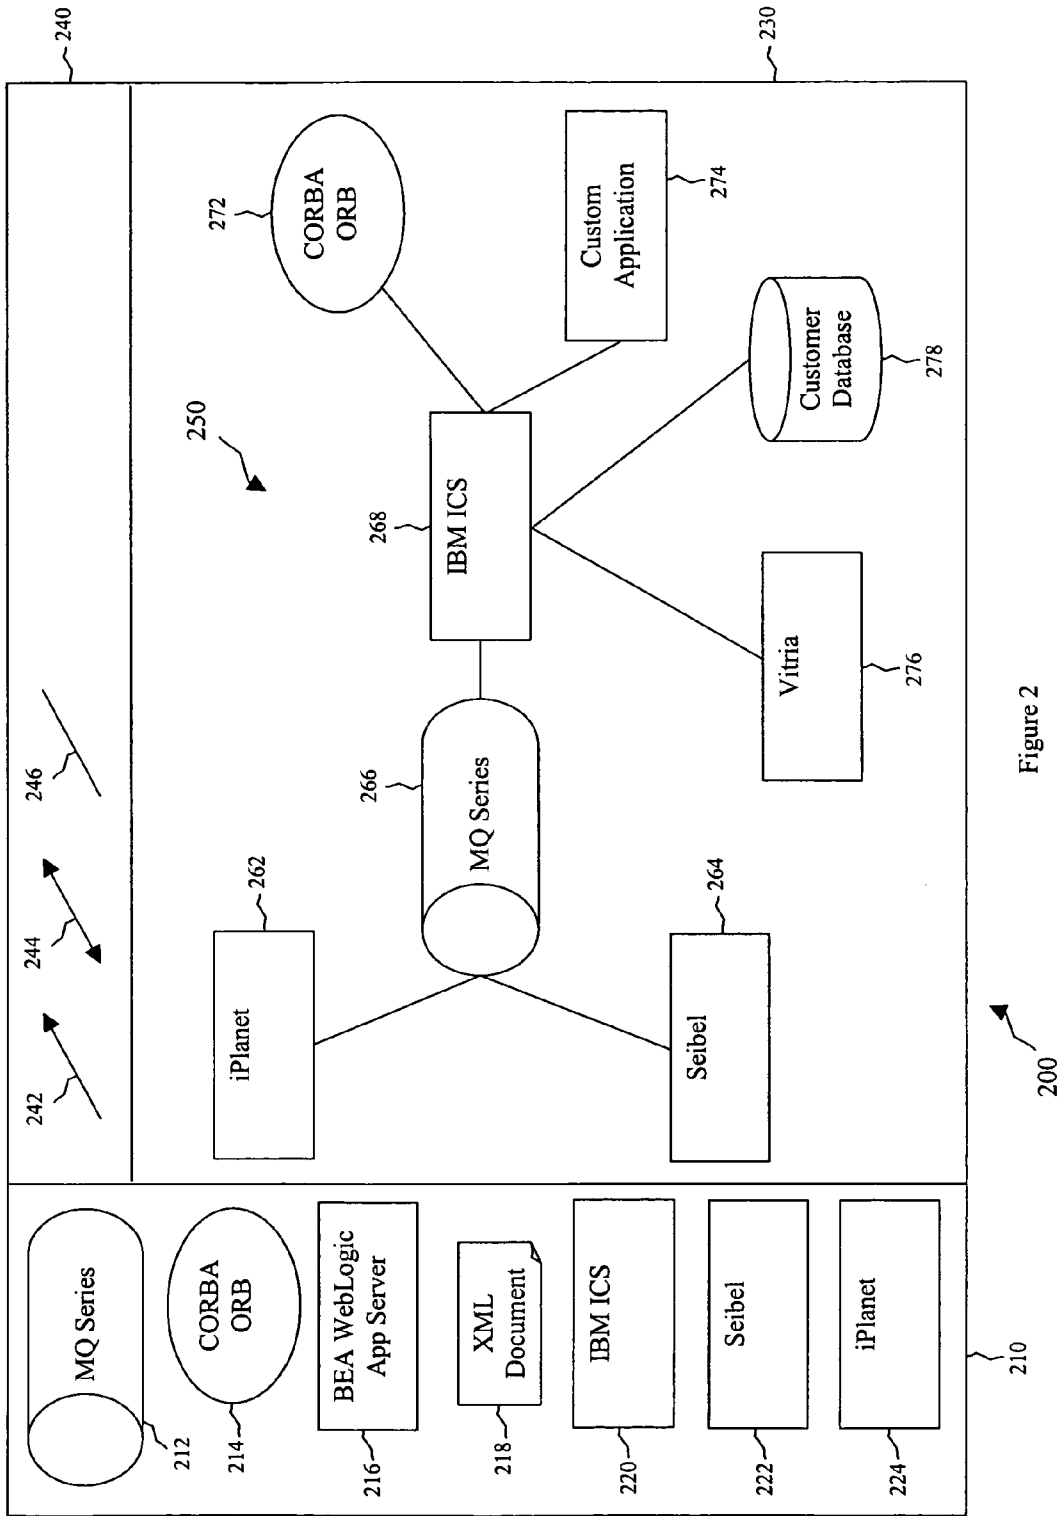 240
230
242
244
246
250
MQ Series
212
CORBA
ORB
214
BEA WebLogic
App Server
216
XML
Document
218
IBM ICS
220
Seibel
222
iPlanet
224
210
iPlanet
262
Seibel
264
MQ Series
266
IBM ICS
268
CORBA
ORB
272
Custom
Application
274
Vitria
276
Customer
Database
278
200
Figure 2